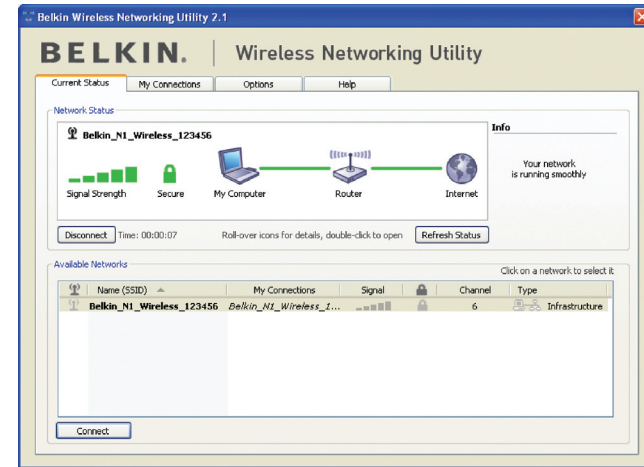 Belkin Wireless Networking Utility 2.1
BELKIN. | Wireless Networking Utility
Current Status My Connections Options Help
Network Status
Belkin_N1_Wireless_123456
Info
Your network
is running smoothly
Signal Strength Secure My Computer Router Internet
Disconnect Time: 00:00:07 Roll-over icons for details, double-click to open Refresh Status
Available Networks
Click on a network to select it
Name (SSID) My Connections Signal Channel Type
Belkin_N1_Wireless_123456 Belkin_N1_Wireless_1... 6 Infrastructure
Connect